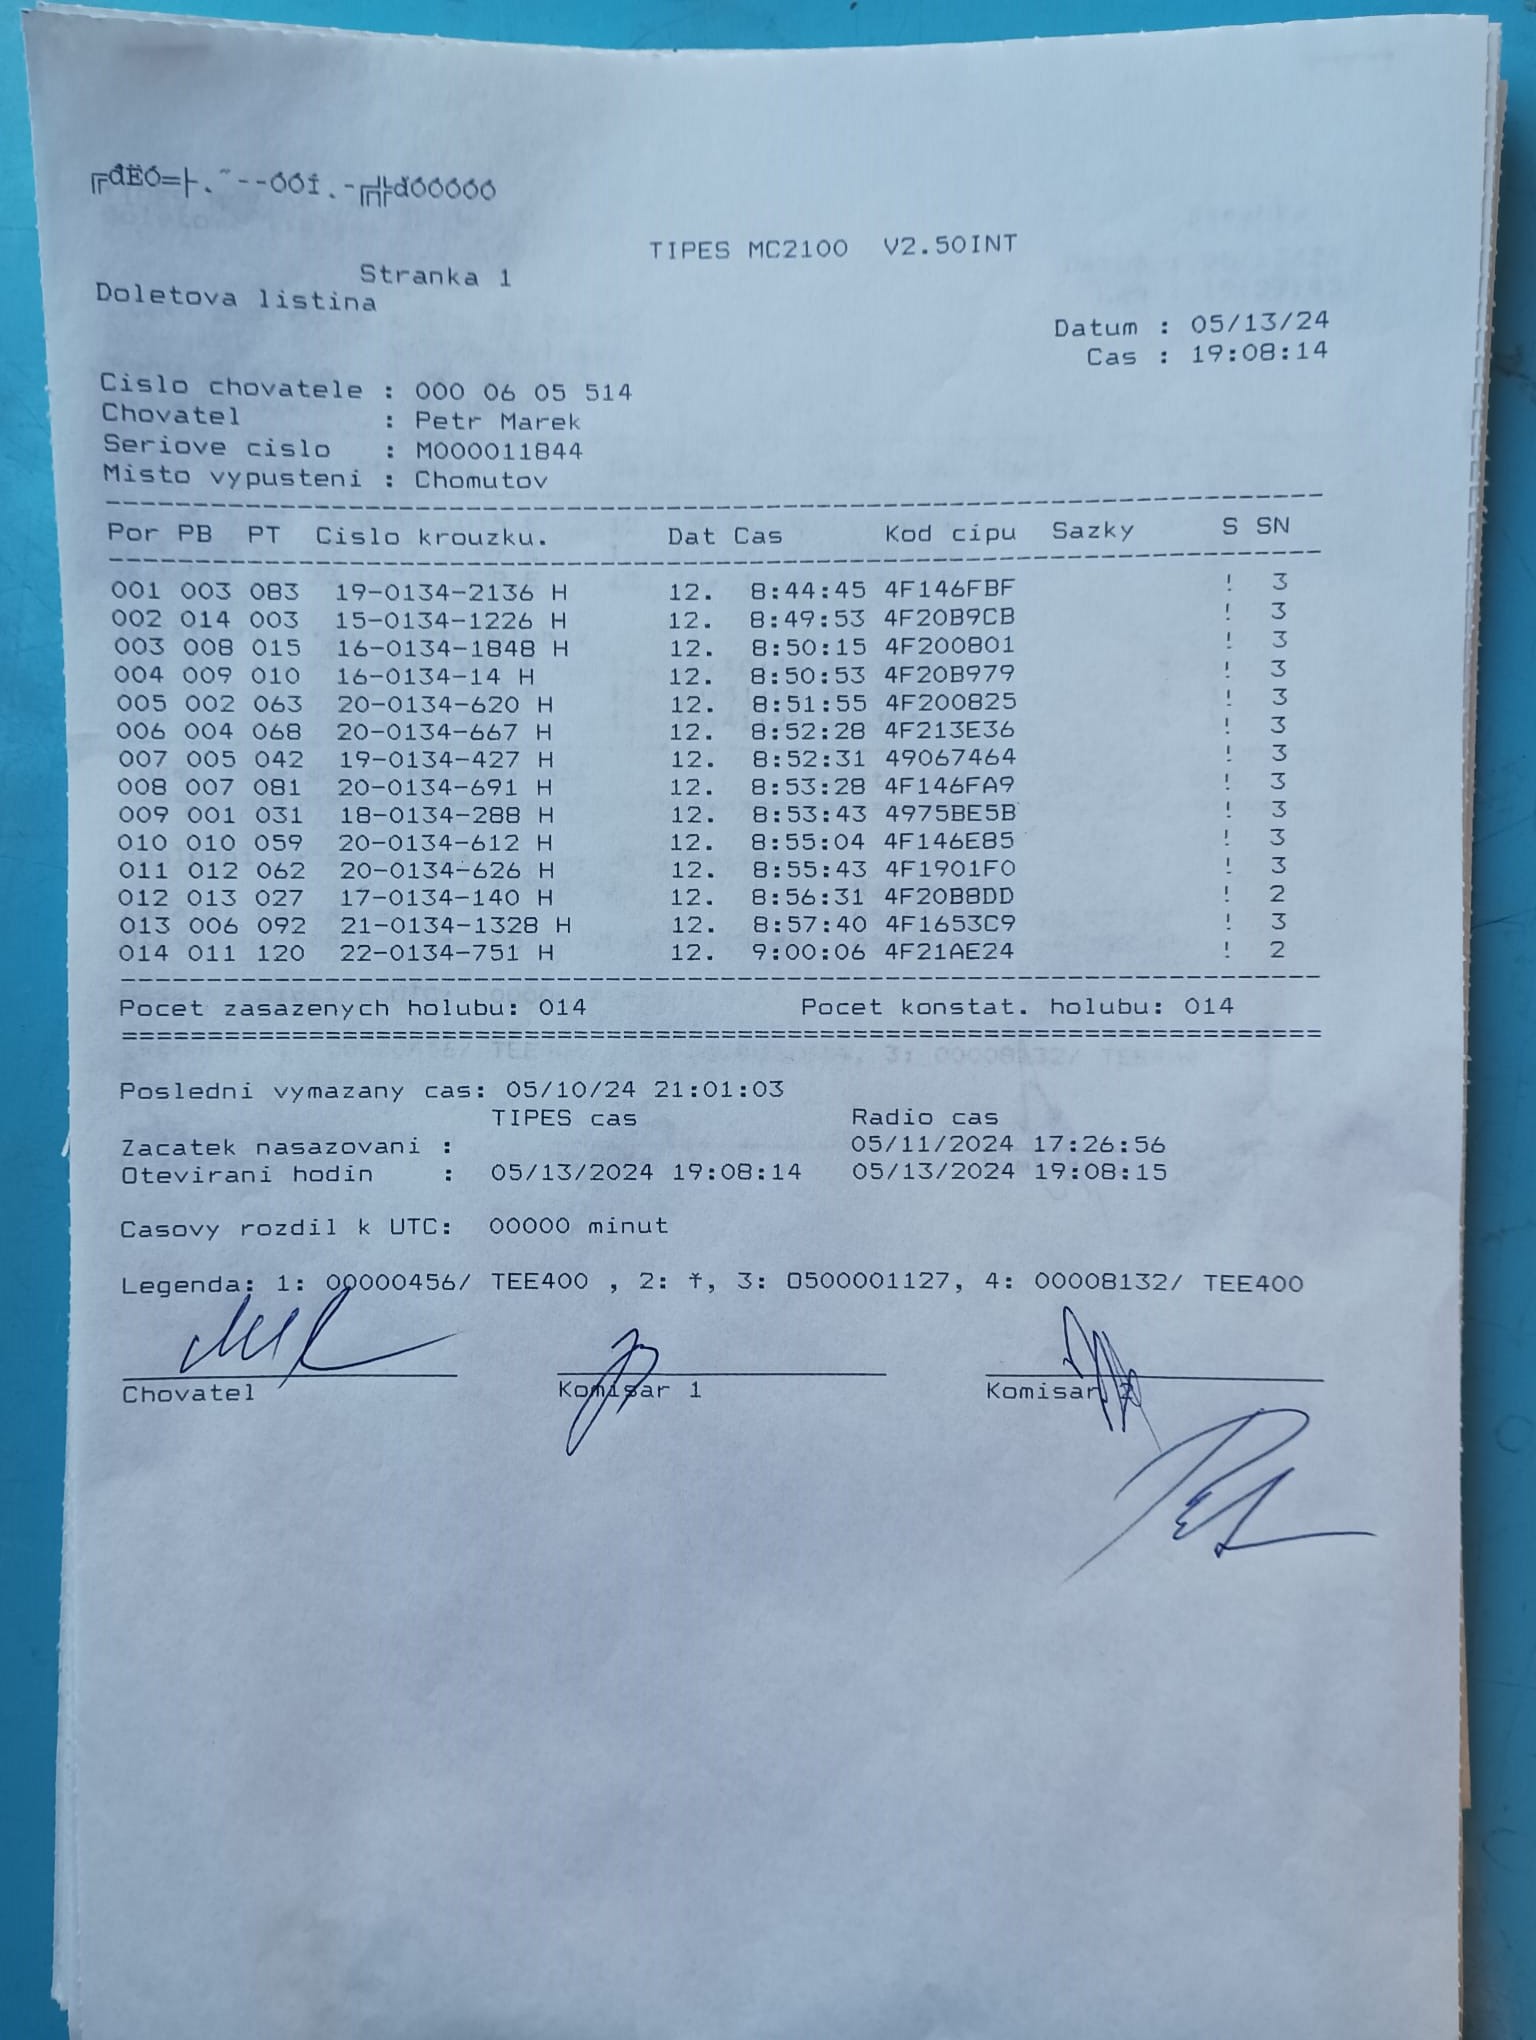 TIPES MC2100 V2.50INT
Stranka 1
Doletova listina
Datum : 05/13/24
Cas : 19:08:14
Cislo chovatele : 000 06 05 514
Chovatel : Petr Marek
Seriove cislo : M000011844
Misto vypusteni : Chomutov
Por PB PT Cislo krouzku. Dat Cas Kod cipu Sazky S SN
001 003 083 19-0134-2136 H 12. 8:44:45 4F146FBF ! 3
002 014 003 15-0134-1226 H 12. 8:49:53 4F20B9CB ! 3
003 008 015 16-0134-1848 H 12. 8:50:15 4F200801 ! 3
004 009 010 16-0134-14 H 12. 8:50:53 4F20B979 ! 3
005 002 063 20-0134-620 H 12. 8:51:55 4F200825 ! 3
006 004 068 20-0134-667 H 12. 8:52:28 4F213E36 ! 3
007 005 042 19-0134-427 H 12. 8:52:31 49067464 ! 3
008 007 081 20-0134-691 H 12. 8:53:28 4F146FA9 ! 3
009 001 031 18-0134-288 H 12. 8:53:43 4975BE5B ! 3
010 010 059 20-0134-612 H 12. 8:55:04 4F146E85 ! 3
011 012 062 20-0134-626 H 12. 8:55:43 4F1901F0 ! 3
012 013 027 17-0134-140 H 12. 8:56:31 4F20B8DD ! 2
013 006 092 21-0134-1328 H 12. 8:57:40 4F1653C9 ! 3
014 011 120 22-0134-751 H 12. 9:00:06 4F21AE24 ! 2
Pocet zasazenych holubu: 014 Pocet konstat. holubu: 014
Posledni vymazany cas: 05/10/24 21:01:03
TIPES cas Radio cas
Zacatek nasazovani : 05/11/2024 17:26:56
Otevirani hodin : 05/13/2024 19:08:14 05/13/2024 19:08:15
Casovy rozdil k UTC: 00000 minut
Legenda: 1: 00000456/ TEE400 , 2: Ť, 3: 0500001127, 4: 00008132/ TEE400
Chovatel Komisar 1 Komisar 2